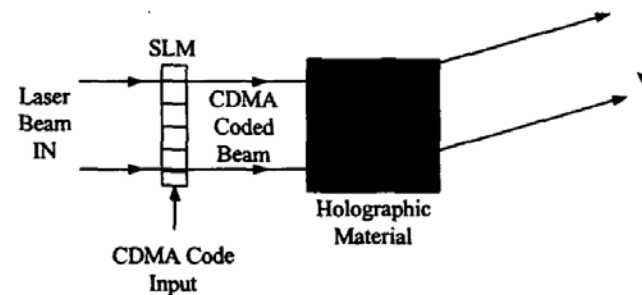 SLM
Laser
Beam
IN
CDMA
Coded
Beam
Holographic
Material
CDMA Code
Input